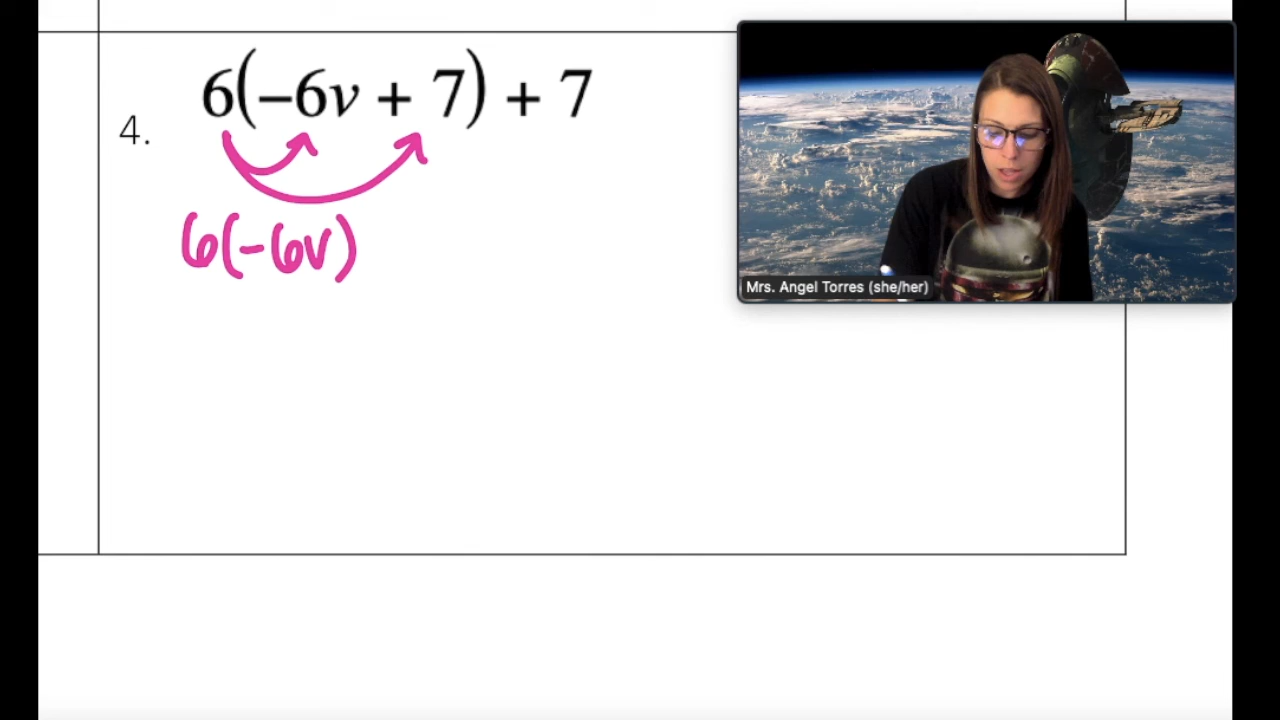 4. 6(−6v + 7) + 7
6(-6v)
Mrs. Angel Torres (she/her)